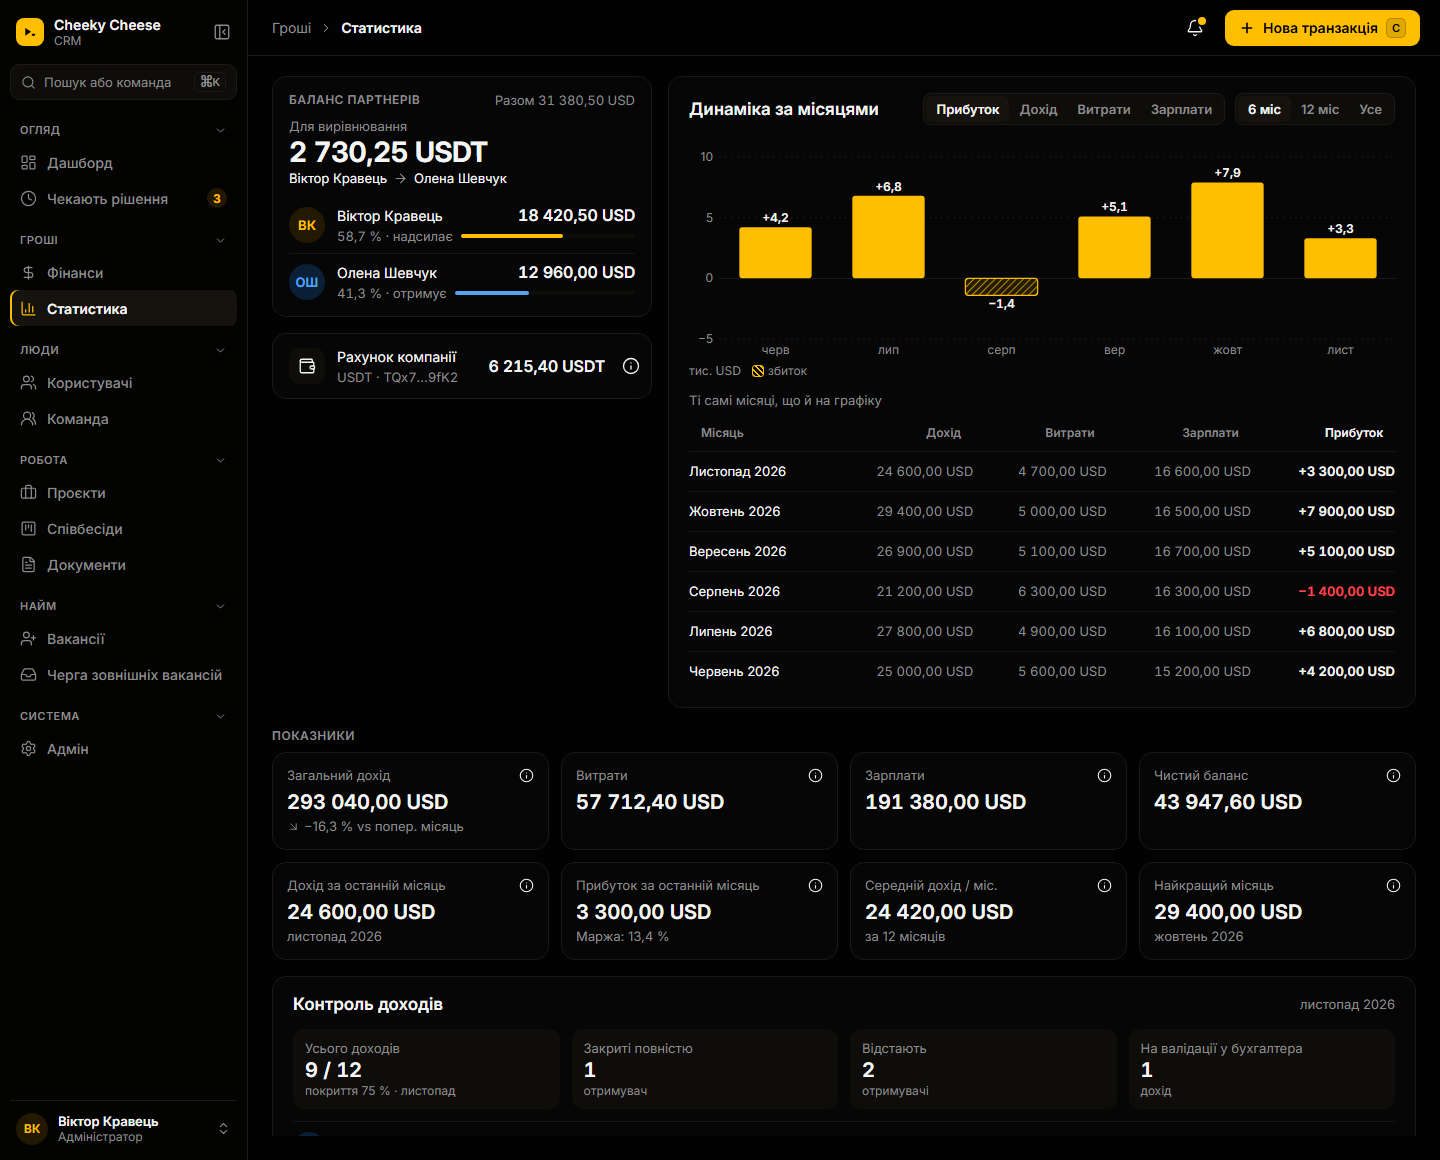 Cheeky Cheese
CRM
Пошук або команда ⌘K
ОГЛЯД
Дашборд
Чекають рішення 3
ГРОШІ
Фінанси
Статистика
ЛЮДИ
Користувачі
Команда
РОБОТА
Проєкти
Співбесіди
Документи
НАЙМ
Вакансії
Черга зовнішніх вакансій
СИСТЕМА
Адмін
ВК
Віктор Кравець
Адміністратор
Гроші > Статистика
+ Нова транзакція C
БАЛАНС ПАРТНЕРІВ Разом 31 380,50 USD
Для вирівнювання
2 730,25 USDT
Віктор Кравець → Олена Шевчук
ВК
Віктор Кравець 18 420,50 USD
58,7 % · надсилає
ОШ
Олена Шевчук 12 960,00 USD
41,3 % · отримує
Рахунок компанії
USDT · TQx7…9fK2
6 215,40 USDT
Динаміка за місяцями
Прибуток Дохід Витрати Зарплати
6 міс 12 міс Усе
10
5
0
−5
+4,2
+6,8
−1,4
+5,1
+7,9
+3,3
черв лип серп вер жовт лист
тис. USD збиток
Ті самі місяці, що й на графіку
Місяць Дохід Витрати Зарплати Прибуток
Листопад 2026 24 600,00 USD 4 700,00 USD 16 600,00 USD +3 300,00 USD
Жовтень 2026 29 400,00 USD 5 000,00 USD 16 500,00 USD +7 900,00 USD
Вересень 2026 26 900,00 USD 5 100,00 USD 16 700,00 USD +5 100,00 USD
Серпень 2026 21 200,00 USD 6 300,00 USD 16 300,00 USD −1 400,00 USD
Липень 2026 27 800,00 USD 4 900,00 USD 16 100,00 USD +6 800,00 USD
Червень 2026 25 000,00 USD 5 600,00 USD 15 200,00 USD +4 200,00 USD
ПОКАЗНИКИ
Загальний дохід
293 040,00 USD
−16,3 % vs попер. місяць
Витрати
57 712,40 USD
Зарплати
191 380,00 USD
Чистий баланс
43 947,60 USD
Дохід за останній місяць
24 600,00 USD
листопад 2026
Прибуток за останній місяць
3 300,00 USD
Маржа: 13,4 %
Середній дохід / міс.
24 420,00 USD
за 12 місяців
Найкращий місяць
29 400,00 USD
жовтень 2026
Контроль доходів листопад 2026
Усього доходів
9 / 12
покриття 75 % · листопад
Закриті повністю
1
отримувач
Відстають
2
отримувачі
На валідації у бухгалтера
1
дохід